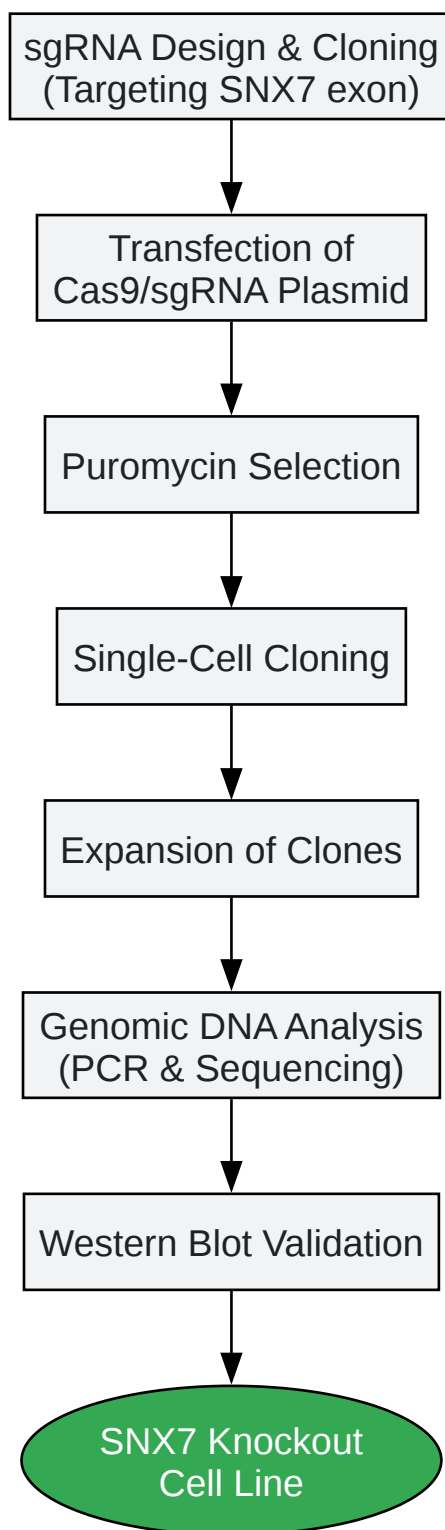 sgRNA Design & Cloning
(Targeting SNX7 exon)
Transfection of
Cas9/sgRNA Plasmid
Puromycin Selection
Single-Cell Cloning
Expansion of Clones
Genomic DNA Analysis
(PCR & Sequencing)
Western Blot Validation
SNX7 Knockout
Cell Line